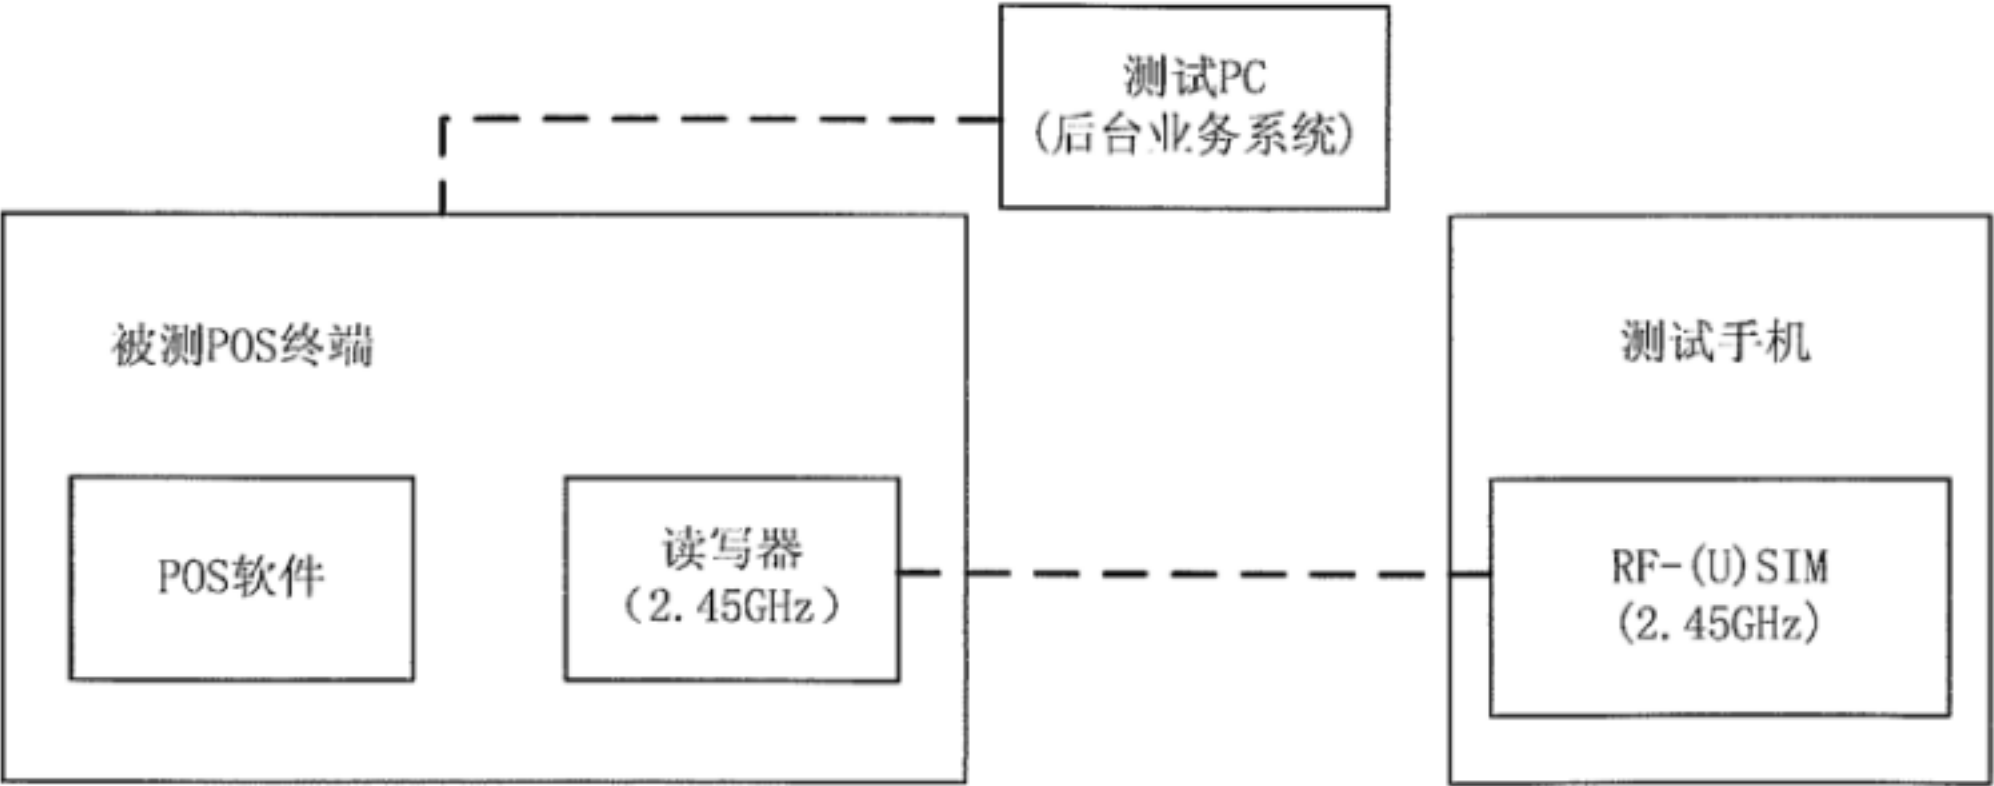 测试PC
(后台业务系统)
被测POS终端
测试手机
POS软件
读写器
（2.45GHz）
RF-(U)SIM
(2.45GHz)